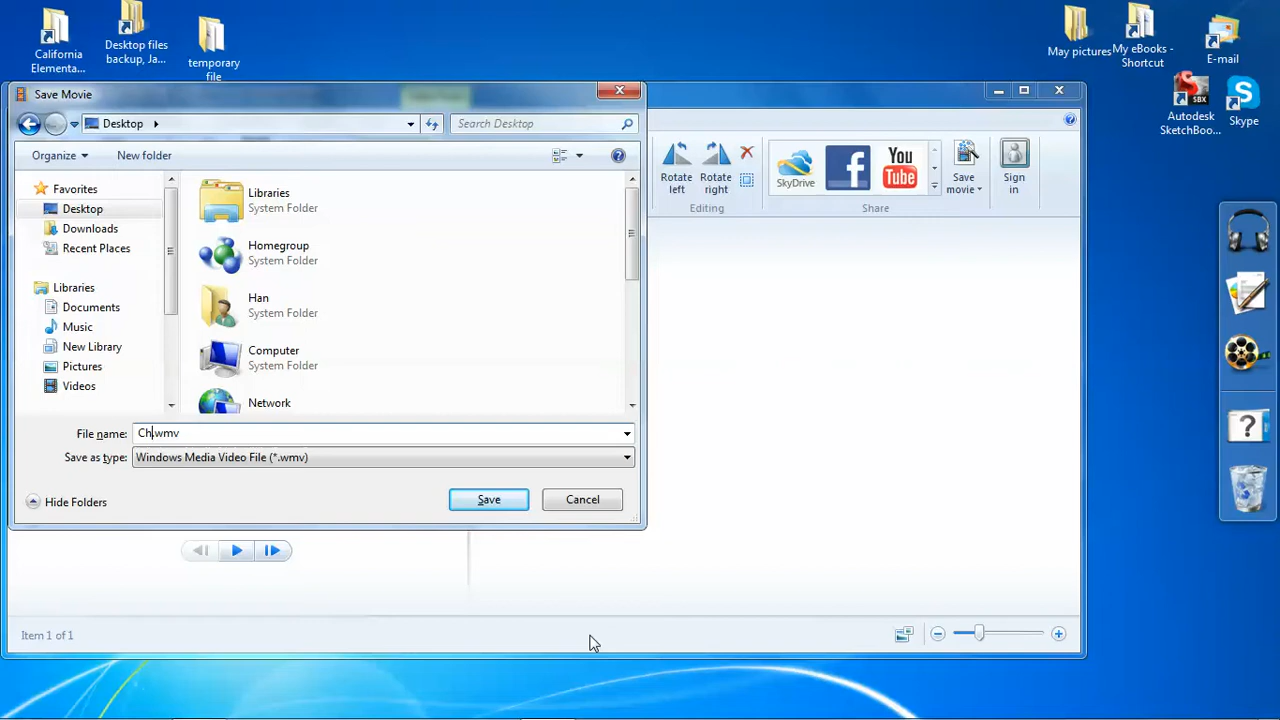 California
Elementa...
Desktop files
backup, Ja...
temporary
file
May pictures
My eBooks -
Shortcut
E-mail
SBX
Autodesk
SketchBoo...
Skype
Save Movie
Desktop
Search Desktop
Organize
New folder
Favorites
Desktop
Downloads
Recent Places
Libraries
Documents
Music
New Library
Pictures
Videos
Libraries
System Folder
Homegroup
System Folder
Han
System Folder
Computer
System Folder
Network
File name: Ch.wmv
Save as type: Windows Media Video File (*.wmv)
Hide Folders
Save
Cancel
Rotate
left
Rotate
right
Editing
SkyDrive
You
Tube
Share
Save
movie
Sign
in
Item 1 of 1